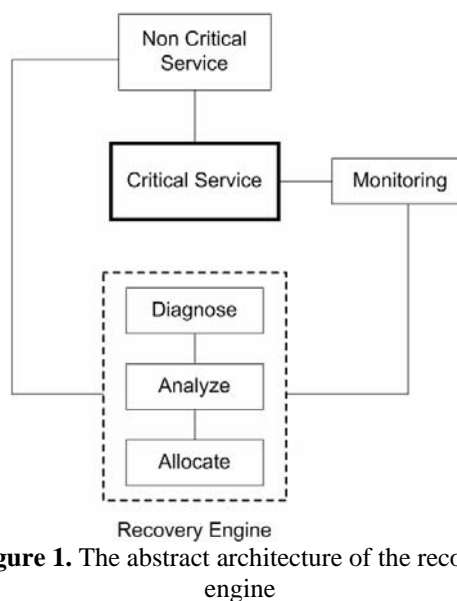 Non Critical
Service
Critical Service
Monitoring
Diagnose
Analyze
Allocate
Recovery Engine
gure 1. The abstract architecture of the reco
engine